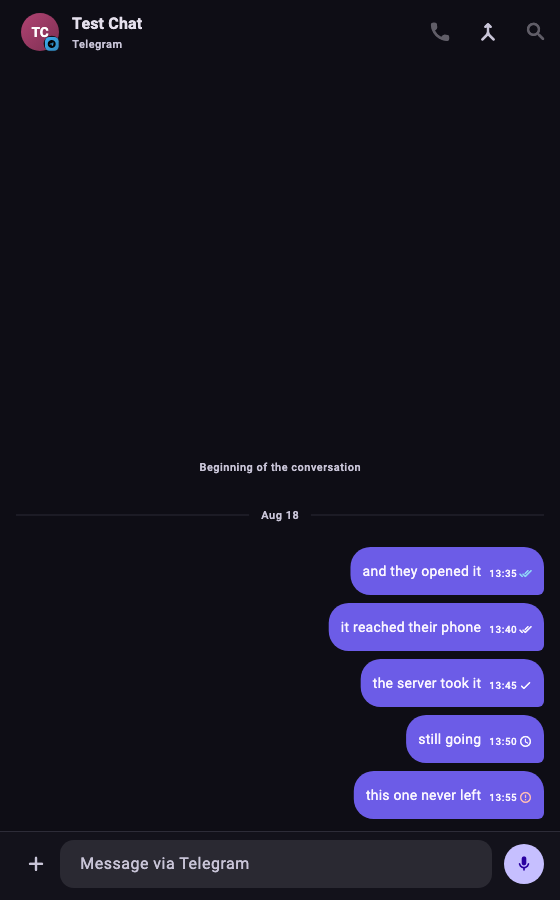 TC
Test Chat
Telegram
Beginning of the conversation
Aug 18
and they opened it 13:35
it reached their phone 13:40
the server took it 13:45
still going 13:50
this one never left 13:55
Message via Telegram